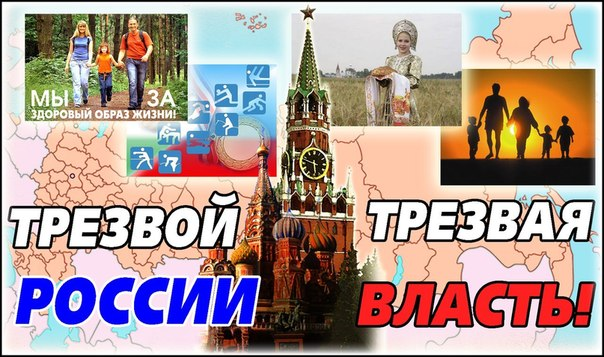 МЫ ЗА
ЗДОРОВЫЙ ОБРАЗ ЖИЗНИ!
ТРЕЗВОЙ
РОССИИ
ТРЕЗВАЯ
ВЛАСТЬ!